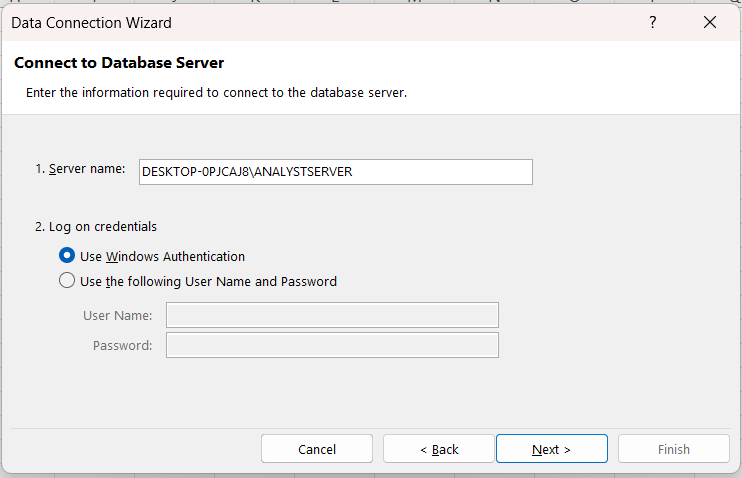 Data Connection Wizard
?
Connect to Database Server
Enter the information required to connect to the database server.
1. Server name: DESKTOP-0PJCAJ8\ANALYSTSERVER
2. Log on credentials
Use Windows Authentication
Use the following User Name and Password
User Name:
Password:
Cancel < Back Next > Finish